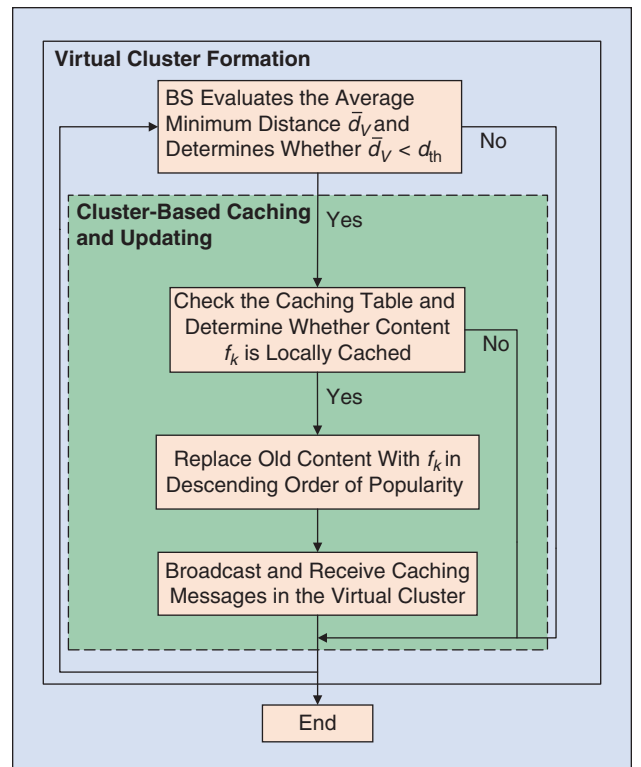 Virtual Cluster Formation
BS Evaluates the Average
Minimum Distance d̄V and
Determines Whether d̄V < dth
No
Yes
Cluster-Based Caching
and Updating
Check the Caching Table and
Determine Whether Content
fk is Locally Cached
No
Yes
Replace Old Content With fk in
Descending Order of Popularity
Broadcast and Receive Caching
Messages in the Virtual Cluster
End